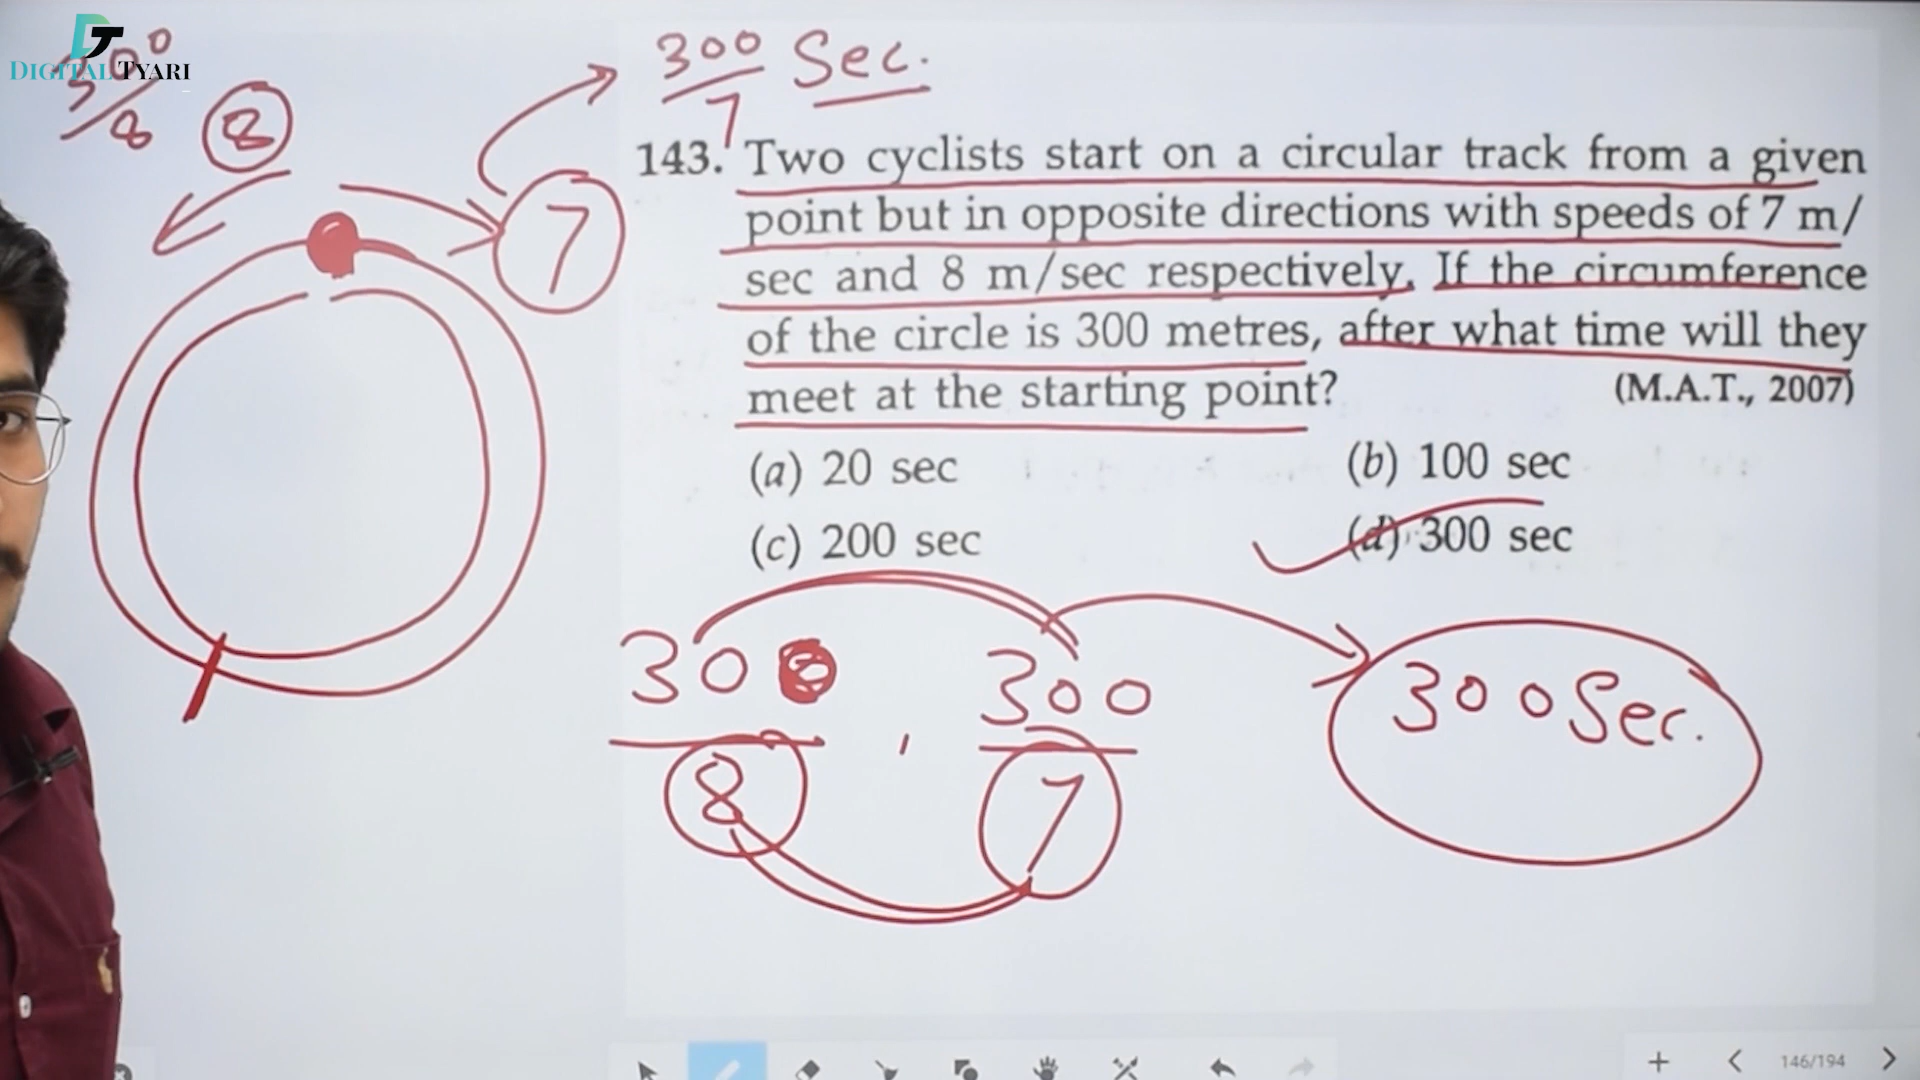 DT
DIGITAL TYARI
300
8
8
300 Sec.
7
7
143. Two cyclists start on a circular track from a given
point but in opposite directions with speeds of 7 m/
sec and 8 m/sec respectively. If the circumference
of the circle is 300 metres, after what time will they
meet at the starting point? (M.A.T., 2007)
(a) 20 sec (b) 100 sec
(c) 200 sec (d) 300 sec
300 , 300
8 7
300 Sec.
146/194